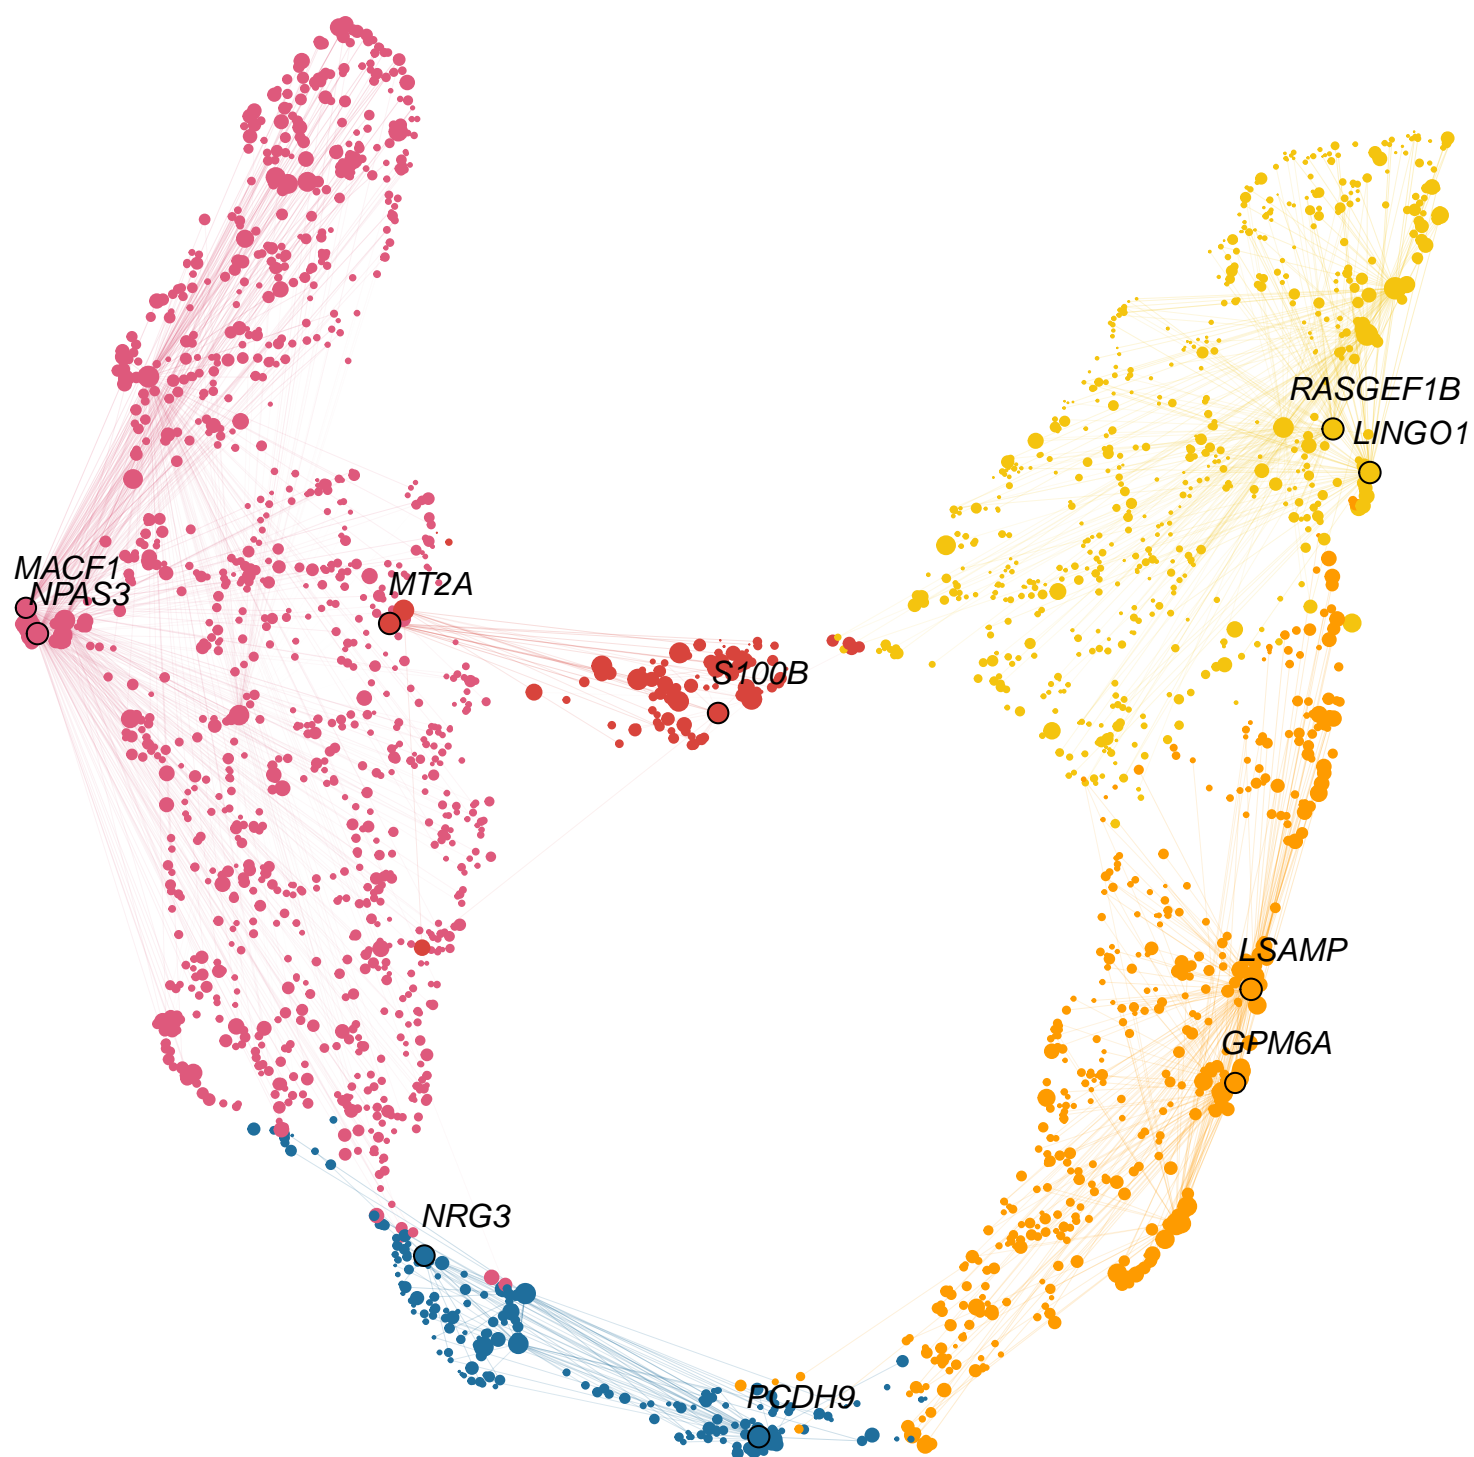 RASGEF1B
LINGO1
MACF1
NPAS3
MT2A
S100B
LSAMP
GPM6A
NRG3
PCDH9